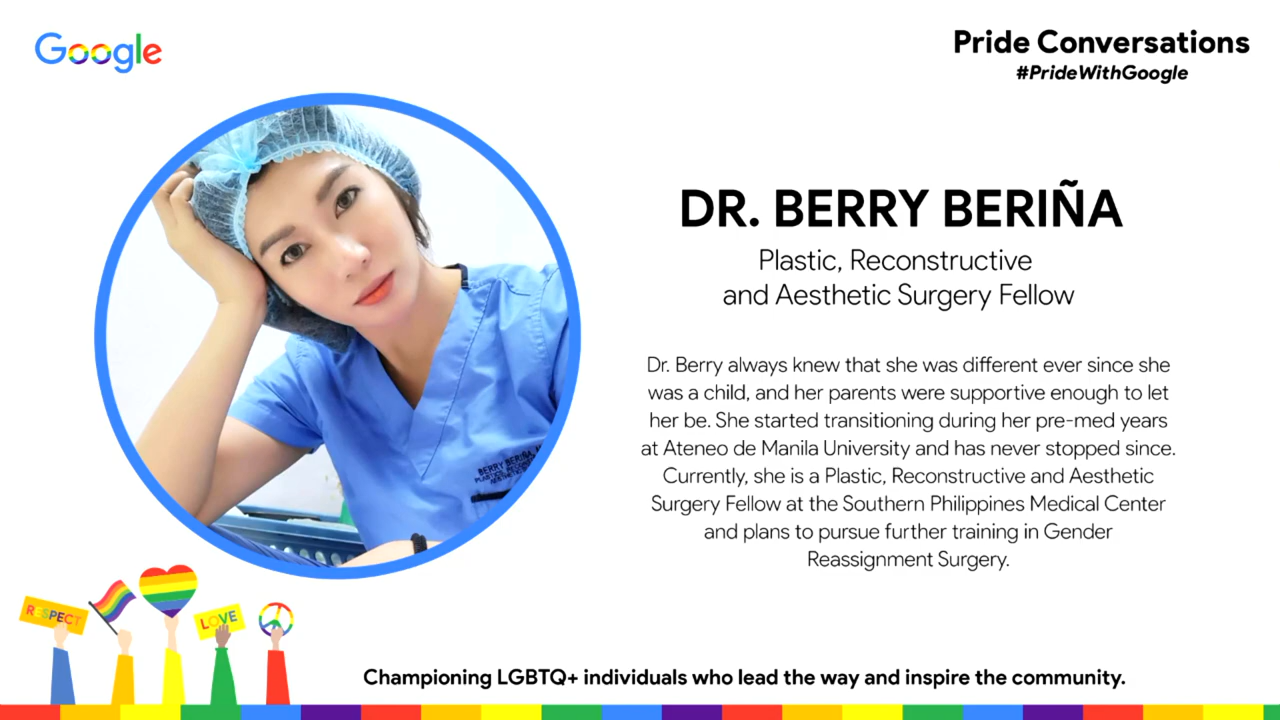 Google
Pride Conversations
#PrideWithGoogle
DR. BERRY BERIÑA
Plastic, Reconstructive
and Aesthetic Surgery Fellow
Dr. Berry always knew that she was different ever since she
was a child, and her parents were supportive enough to let
her be. She started transitioning during her pre-med years
at Ateneo de Manila University and has never stopped since.
Currently, she is a Plastic, Reconstructive and Aesthetic
Surgery Fellow at the Southern Philippines Medical Center
and plans to pursue further training in Gender
Reassignment Surgery.
BERRY BERIÑA,
RESPECT
LOVE
Championing LGBTQ+ individuals who lead the way and inspire the community.